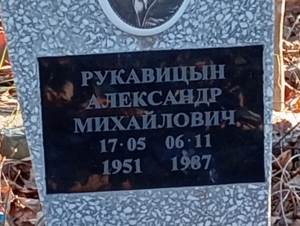 РУКАВИЦЫН
АЛЕКСАНДР
МИХАЙЛОВИЧ
17·05 06·11
1951 1987